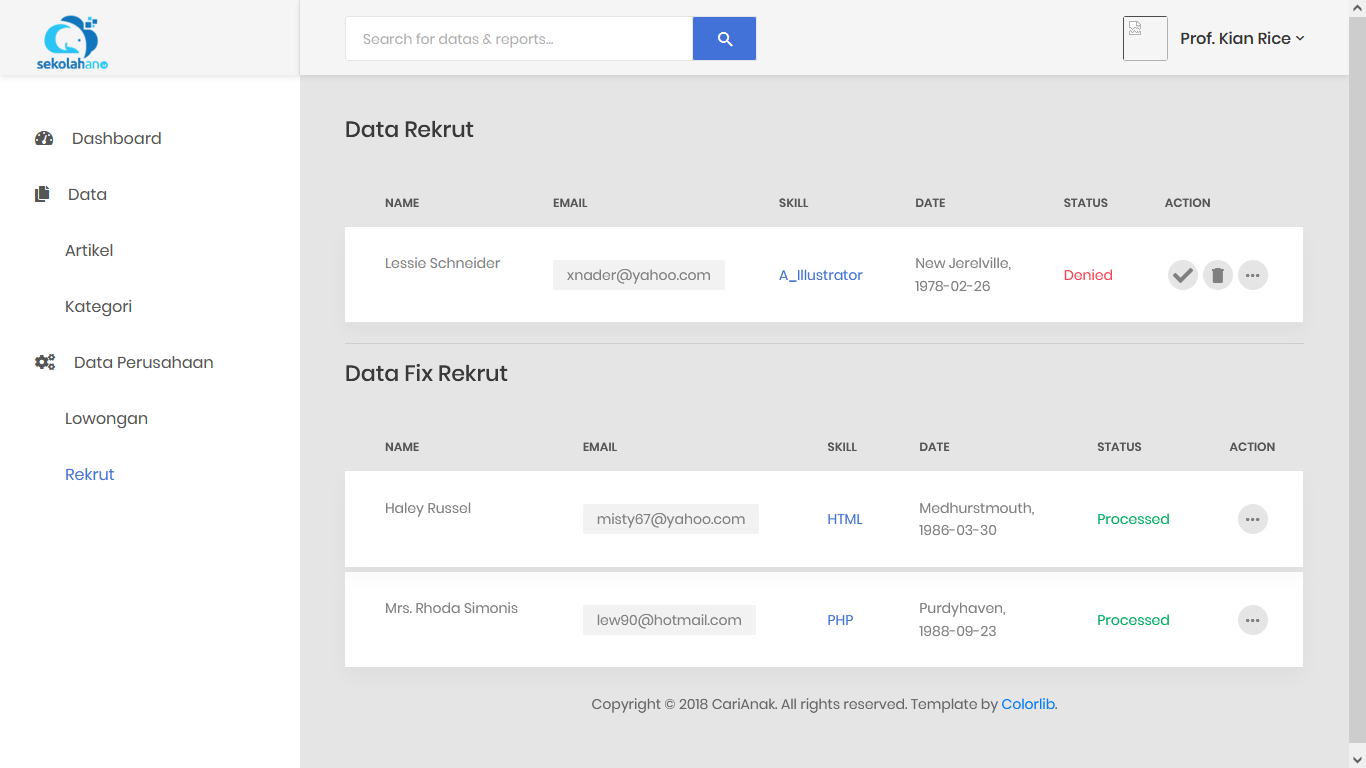 sekolahano
Search for datas & reports...
Prof. Kian Rice
Dashboard
Data
Artikel
Kategori
Data Perusahaan
Lowongan
Rekrut
Data Rekrut
NAME EMAIL SKILL DATE STATUS ACTION
Lessie Schneider xnader@yahoo.com A_Illustrator New Jerelville, 1978-02-26 Denied
Data Fix Rekrut
NAME EMAIL SKILL DATE STATUS ACTION
Haley Russel misty67@yahoo.com HTML Medhurstmouth, 1986-03-30 Processed
Mrs. Rhoda Simonis lew90@hotmail.com PHP Purdyhaven, 1988-09-23 Processed
Copyright © 2018 CariAnak. All rights reserved. Template by Colorlib.